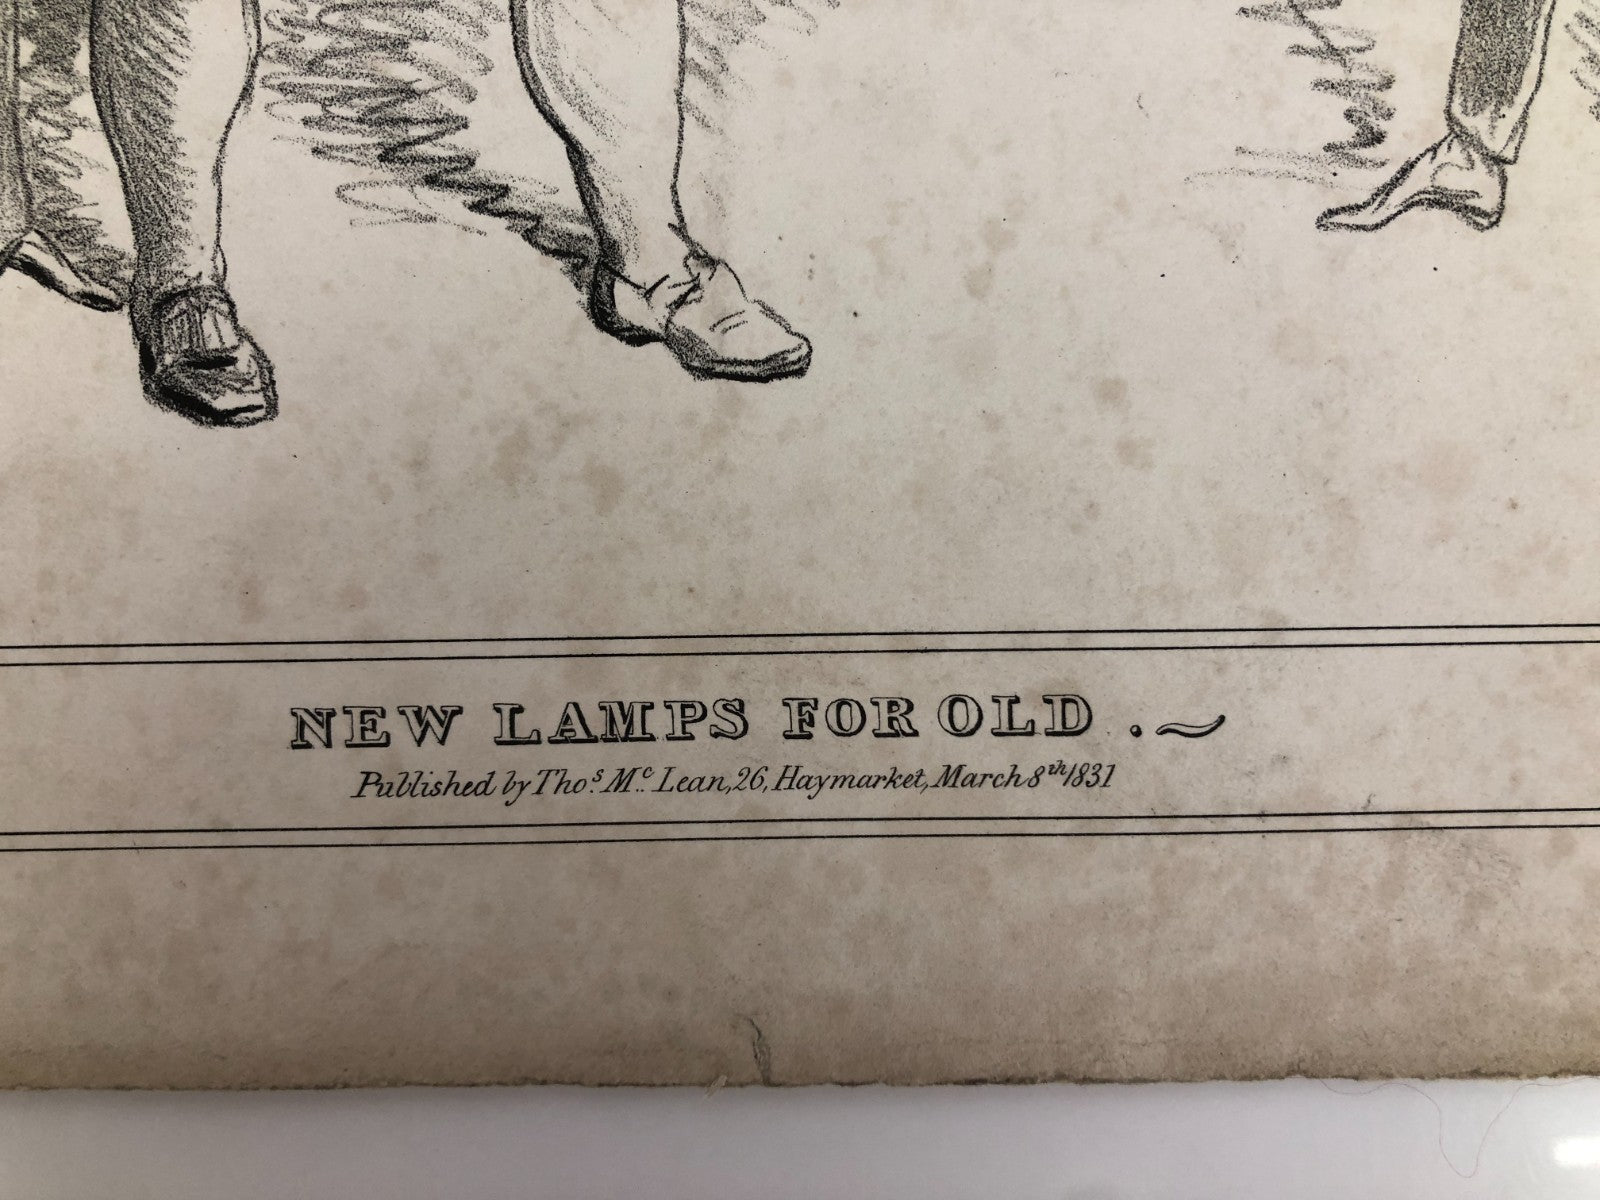 NEW LAMPS FOR OLD . ~
Published by Thoˢ. Mᶜ. Lean, 26, Haymarket, March 8ᵗʰ 1831